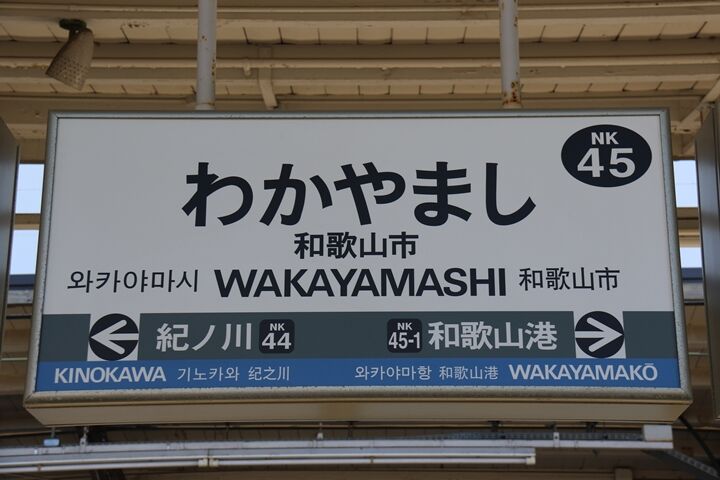 NK
45
わかやまし
和歌山市
와카야마시 WAKAYAMASHI 和歌山市
紀ノ川 NK 44 NK 45-1 和歌山港
KINOKAWA 기노카와 纪之川 와카야마항 和歌山港 WAKAYAMAKŌ